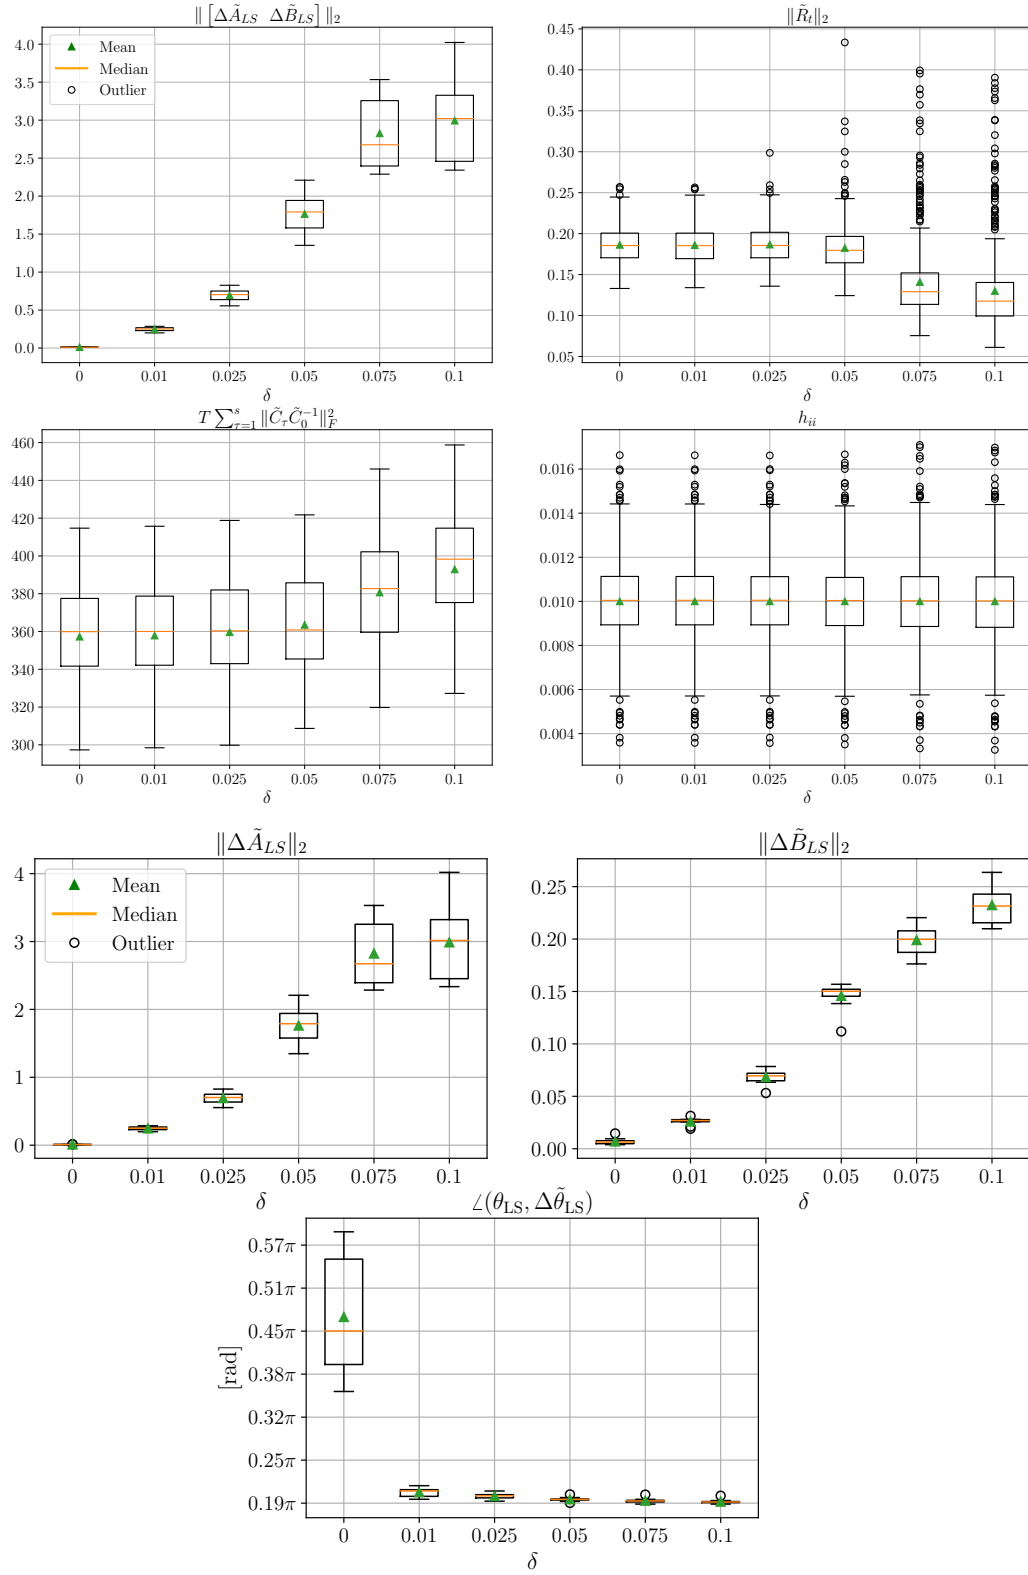 ‖ [ΔÃ_LS ΔB̃_LS] ‖₂
4.0
3.5
3.0
2.5
2.0
1.5
1.0
0.5
0.0
Mean
Median
Outlier
0 0.01 0.025 0.05 0.075 0.1
δ
‖R̃_t‖₂
0.45
0.40
0.35
0.30
0.25
0.20
0.15
0.10
0.05
0 0.01 0.025 0.05 0.075 0.1
δ
T ∑_{τ=1}^{s} ‖C̃_τ C̃_0^{-1}‖_F^2
460
440
420
400
380
360
340
320
300
0 0.01 0.025 0.05 0.075 0.1
δ
h_ii
0.016
0.014
0.012
0.010
0.008
0.006
0.004
0 0.01 0.025 0.05 0.075 0.1
δ
‖ΔÃ_LS‖₂
4
3
2
1
0
Mean
Median
Outlier
0 0.01 0.025 0.05 0.075 0.1
δ
‖ΔB̃_LS‖₂
0.25
0.20
0.15
0.10
0.05
0.00
0 0.01 0.025 0.05 0.075 0.1
δ
∠(θ_LS, Δθ̃_LS)
[rad]
0.57π
0.51π
0.45π
0.38π
0.32π
0.25π
0.19π
0 0.01 0.025 0.05 0.075 0.1
δ